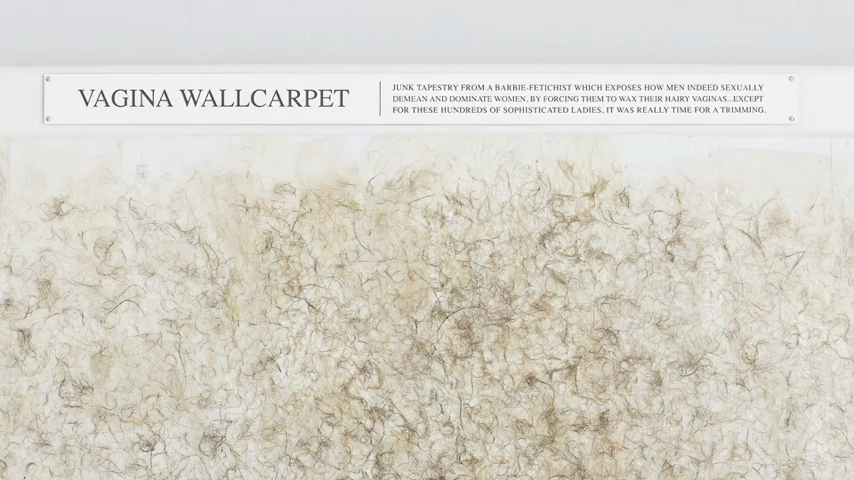 VAGINA WALLCARPET
JUNK TAPESTRY FROM A BARBIE-FETICHIST WHICH EXPOSES HOW MEN INDEED SEXUALLY
DEMEAN AND DOMINATE WOMEN, BY FORCING THEM TO WAX THEIR HAIRY VAGINAS...EXCEPT
FOR THESE HUNDREDS OF SOPHISTICATED LADIES, IT WAS REALLY TIME FOR A TRIMMING.